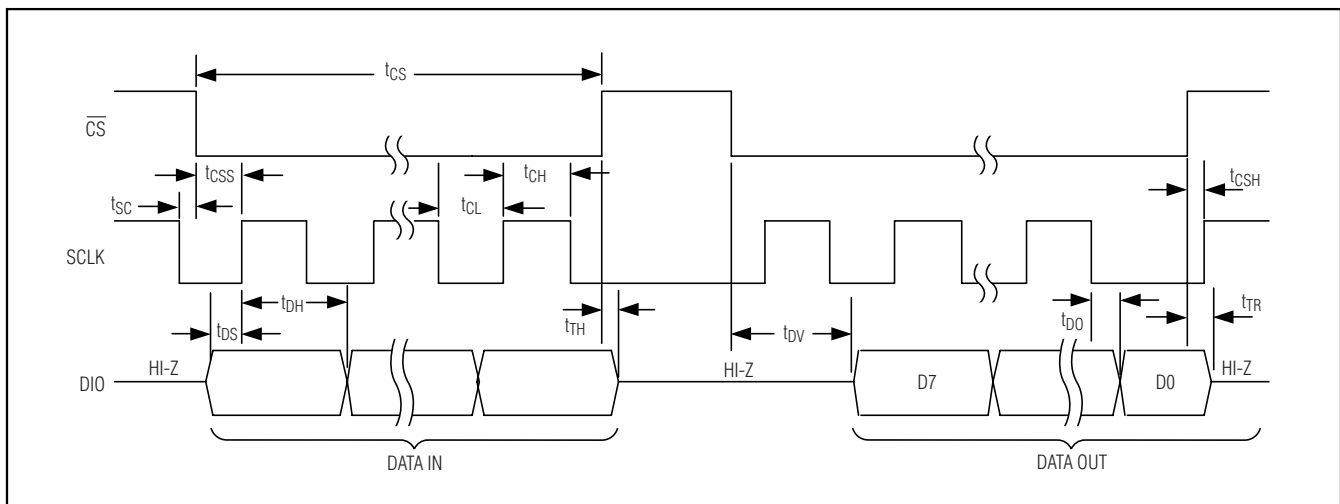 tCS
CS
tCSS
tCH
tCSH
tSC
tCL
SCLK
tDH
tTR
tDS
tTH
tDV
tDO
HI-Z
HI-Z
D7
D0
HI-Z
DIO
DATA IN
DATA OUT